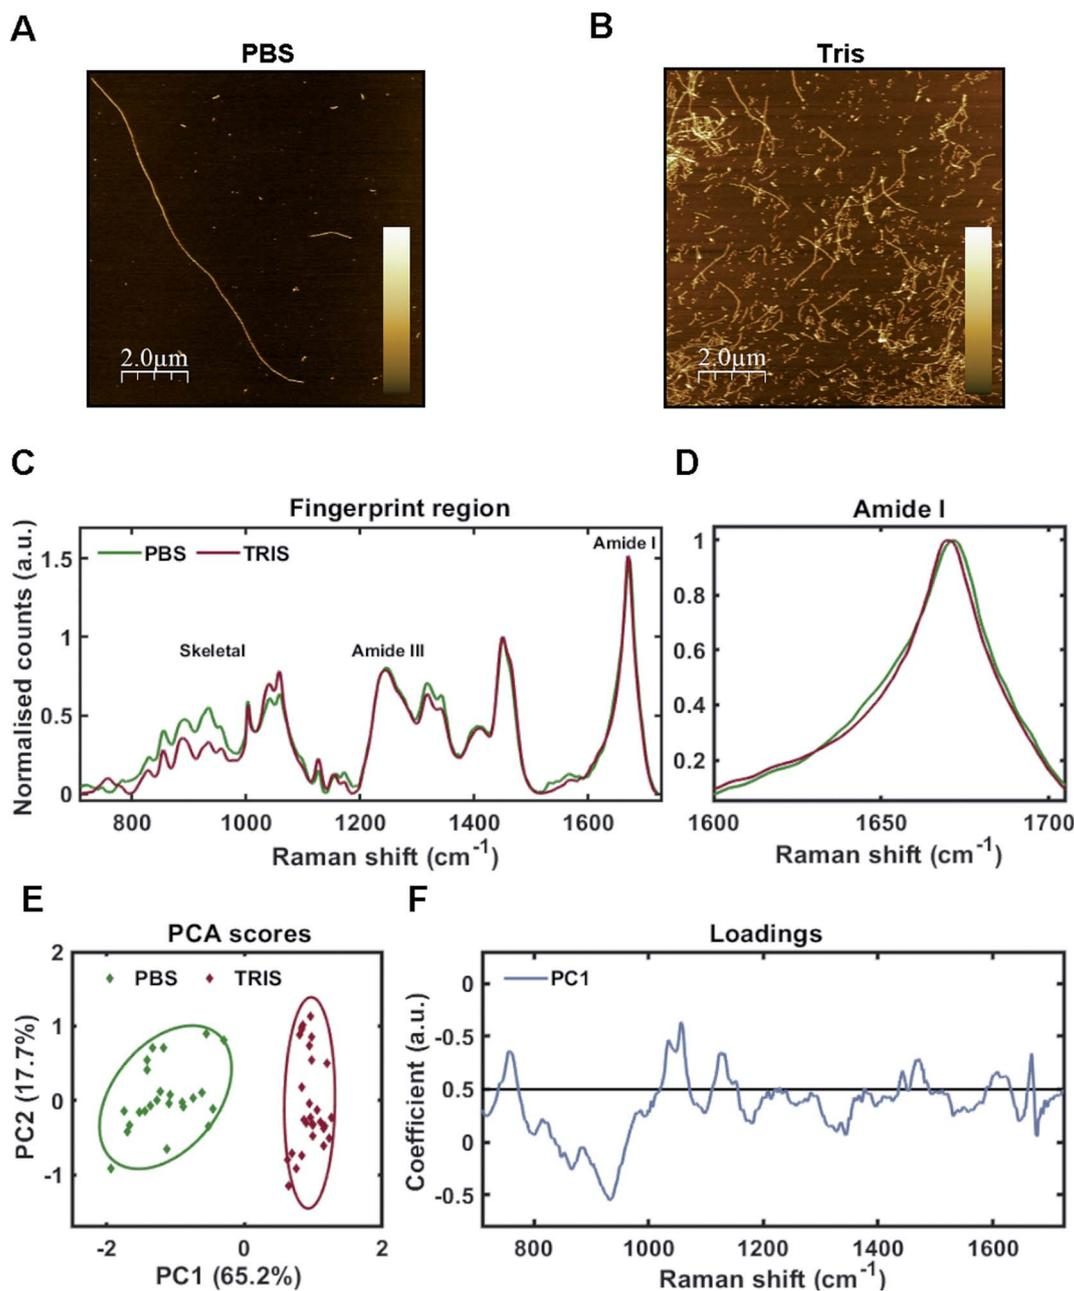 A
PBS
2.0µm
B
Tris
2.0µm
C
Fingerprint region
Normalised counts (a.u.)
1.5
1
0.5
0
PBS
TRIS
Skeletal
Amide III
Amide I
800
1000
1200
1400
1600
Raman shift (cm-1)
D
Amide I
1
0.8
0.6
0.4
0.2
1600
1650
1700
Raman shift (cm-1)
E
PCA scores
PC2 (17.7%)
2
1
0
-1
PBS
TRIS
-2
0
2
PC1 (65.2%)
F
Loadings
Coefficient (a.u.)
0
-0.5
0.5
0
-0.5
PC1
800
1000
1200
1400
1600
Raman shift (cm-1)